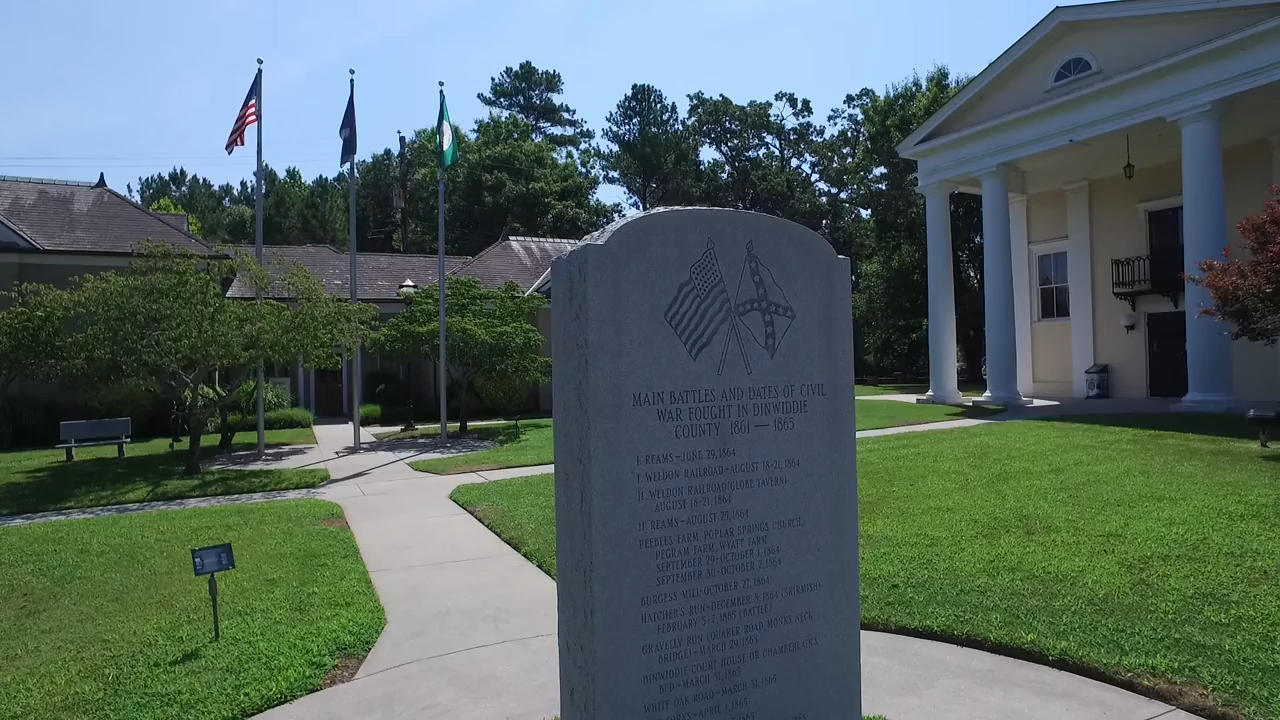 MAIN BATTLES AND DATES OF CIVIL
WAR FOUGHT IN DINWIDDIE
COUNTY 1861 — 1865
I. REAMS—JUNE 29, 1864
I. WELDON RAILROAD—AUGUST 18-21, 1864
II. WELDON RAILROAD(GLOBE TAVERN)
AUGUST 18-21, 1864
II. REAMS—AUGUST 25, 1864
PEEBLES FARM, POPLAR SPRINGS CHURCH,
PEGRAM FARM, WYATT FARM
SEPTEMBER 29-OCTOBER 1, 1864
SEPTEMBER 30-OCTOBER 2, 1864
BURGESS MILL-OCTOBER 27, 1864
HATCHER'S RUN-DECEMBER 8, 1864 (SKIRMISH)
FEBRUARY 5-7, 1865 (BATTLE)
GRAVELLY RUN (QUAKER ROAD, MONKS NECK
BRIDGE)-MARCH 29, 1865
DINWIDDIE COURT HOUSE OR CHAMBERLAINS
BED-MARCH 31, 1865
WHITE OAK ROAD-MARCH 31, 1865
FORKS-APRIL 1, 1865